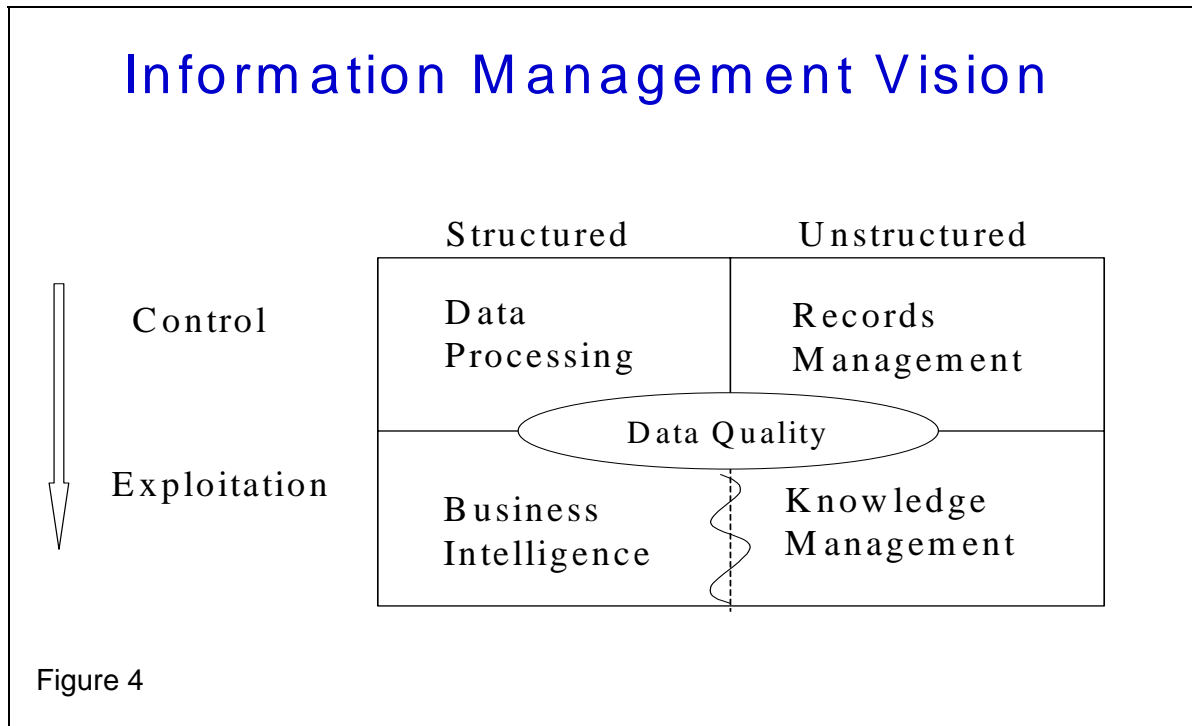 Information Management Vision
Structured Unstructured
Control
Data
Processing
Records
Management
Data Quality
Exploitation
Business
Intelligence
Knowledge
Management
Figure 4